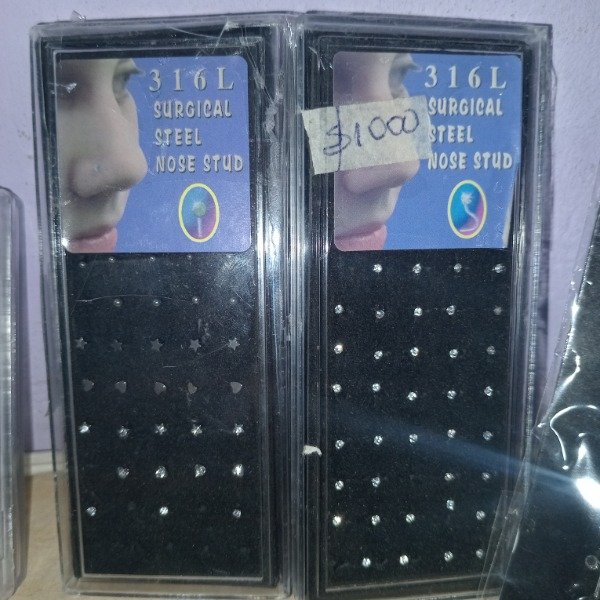 316L
SURGICAL
STEEL
NOSE STUD
316L
SURGICAL
STEEL
NOSE STUD
$1000